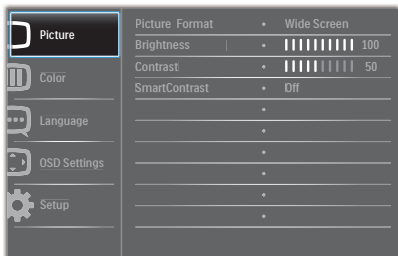 Picture
Color
Language
OSD Settings
Setup
Picture Format • Wide Screen
Brightness • 100
Contrast • 50
SmartContrast • Off
•
•
•
•
•
•